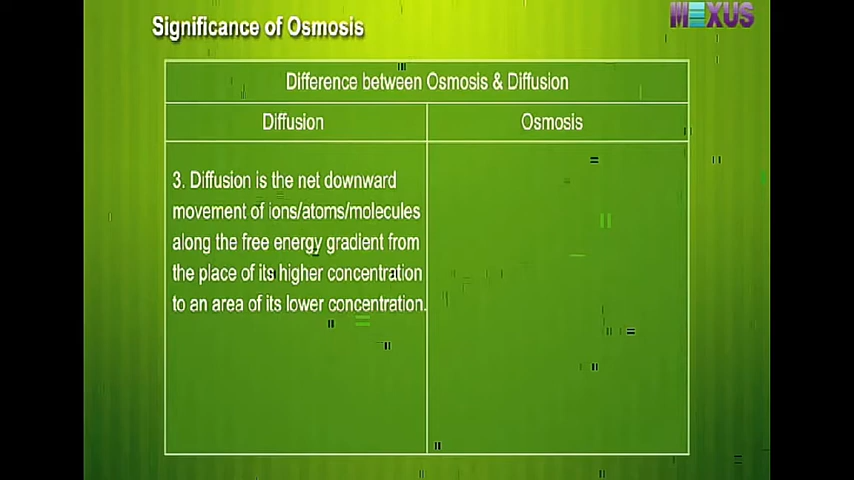 Significance of Osmosis
MEXUS
Difference between Osmosis & Diffusion
Diffusion
Osmosis
3. Diffusion is the net downward
movement of ions/atoms/molecules
along the free energy gradient from
the place of its higher concentration
to an area of its lower concentration.